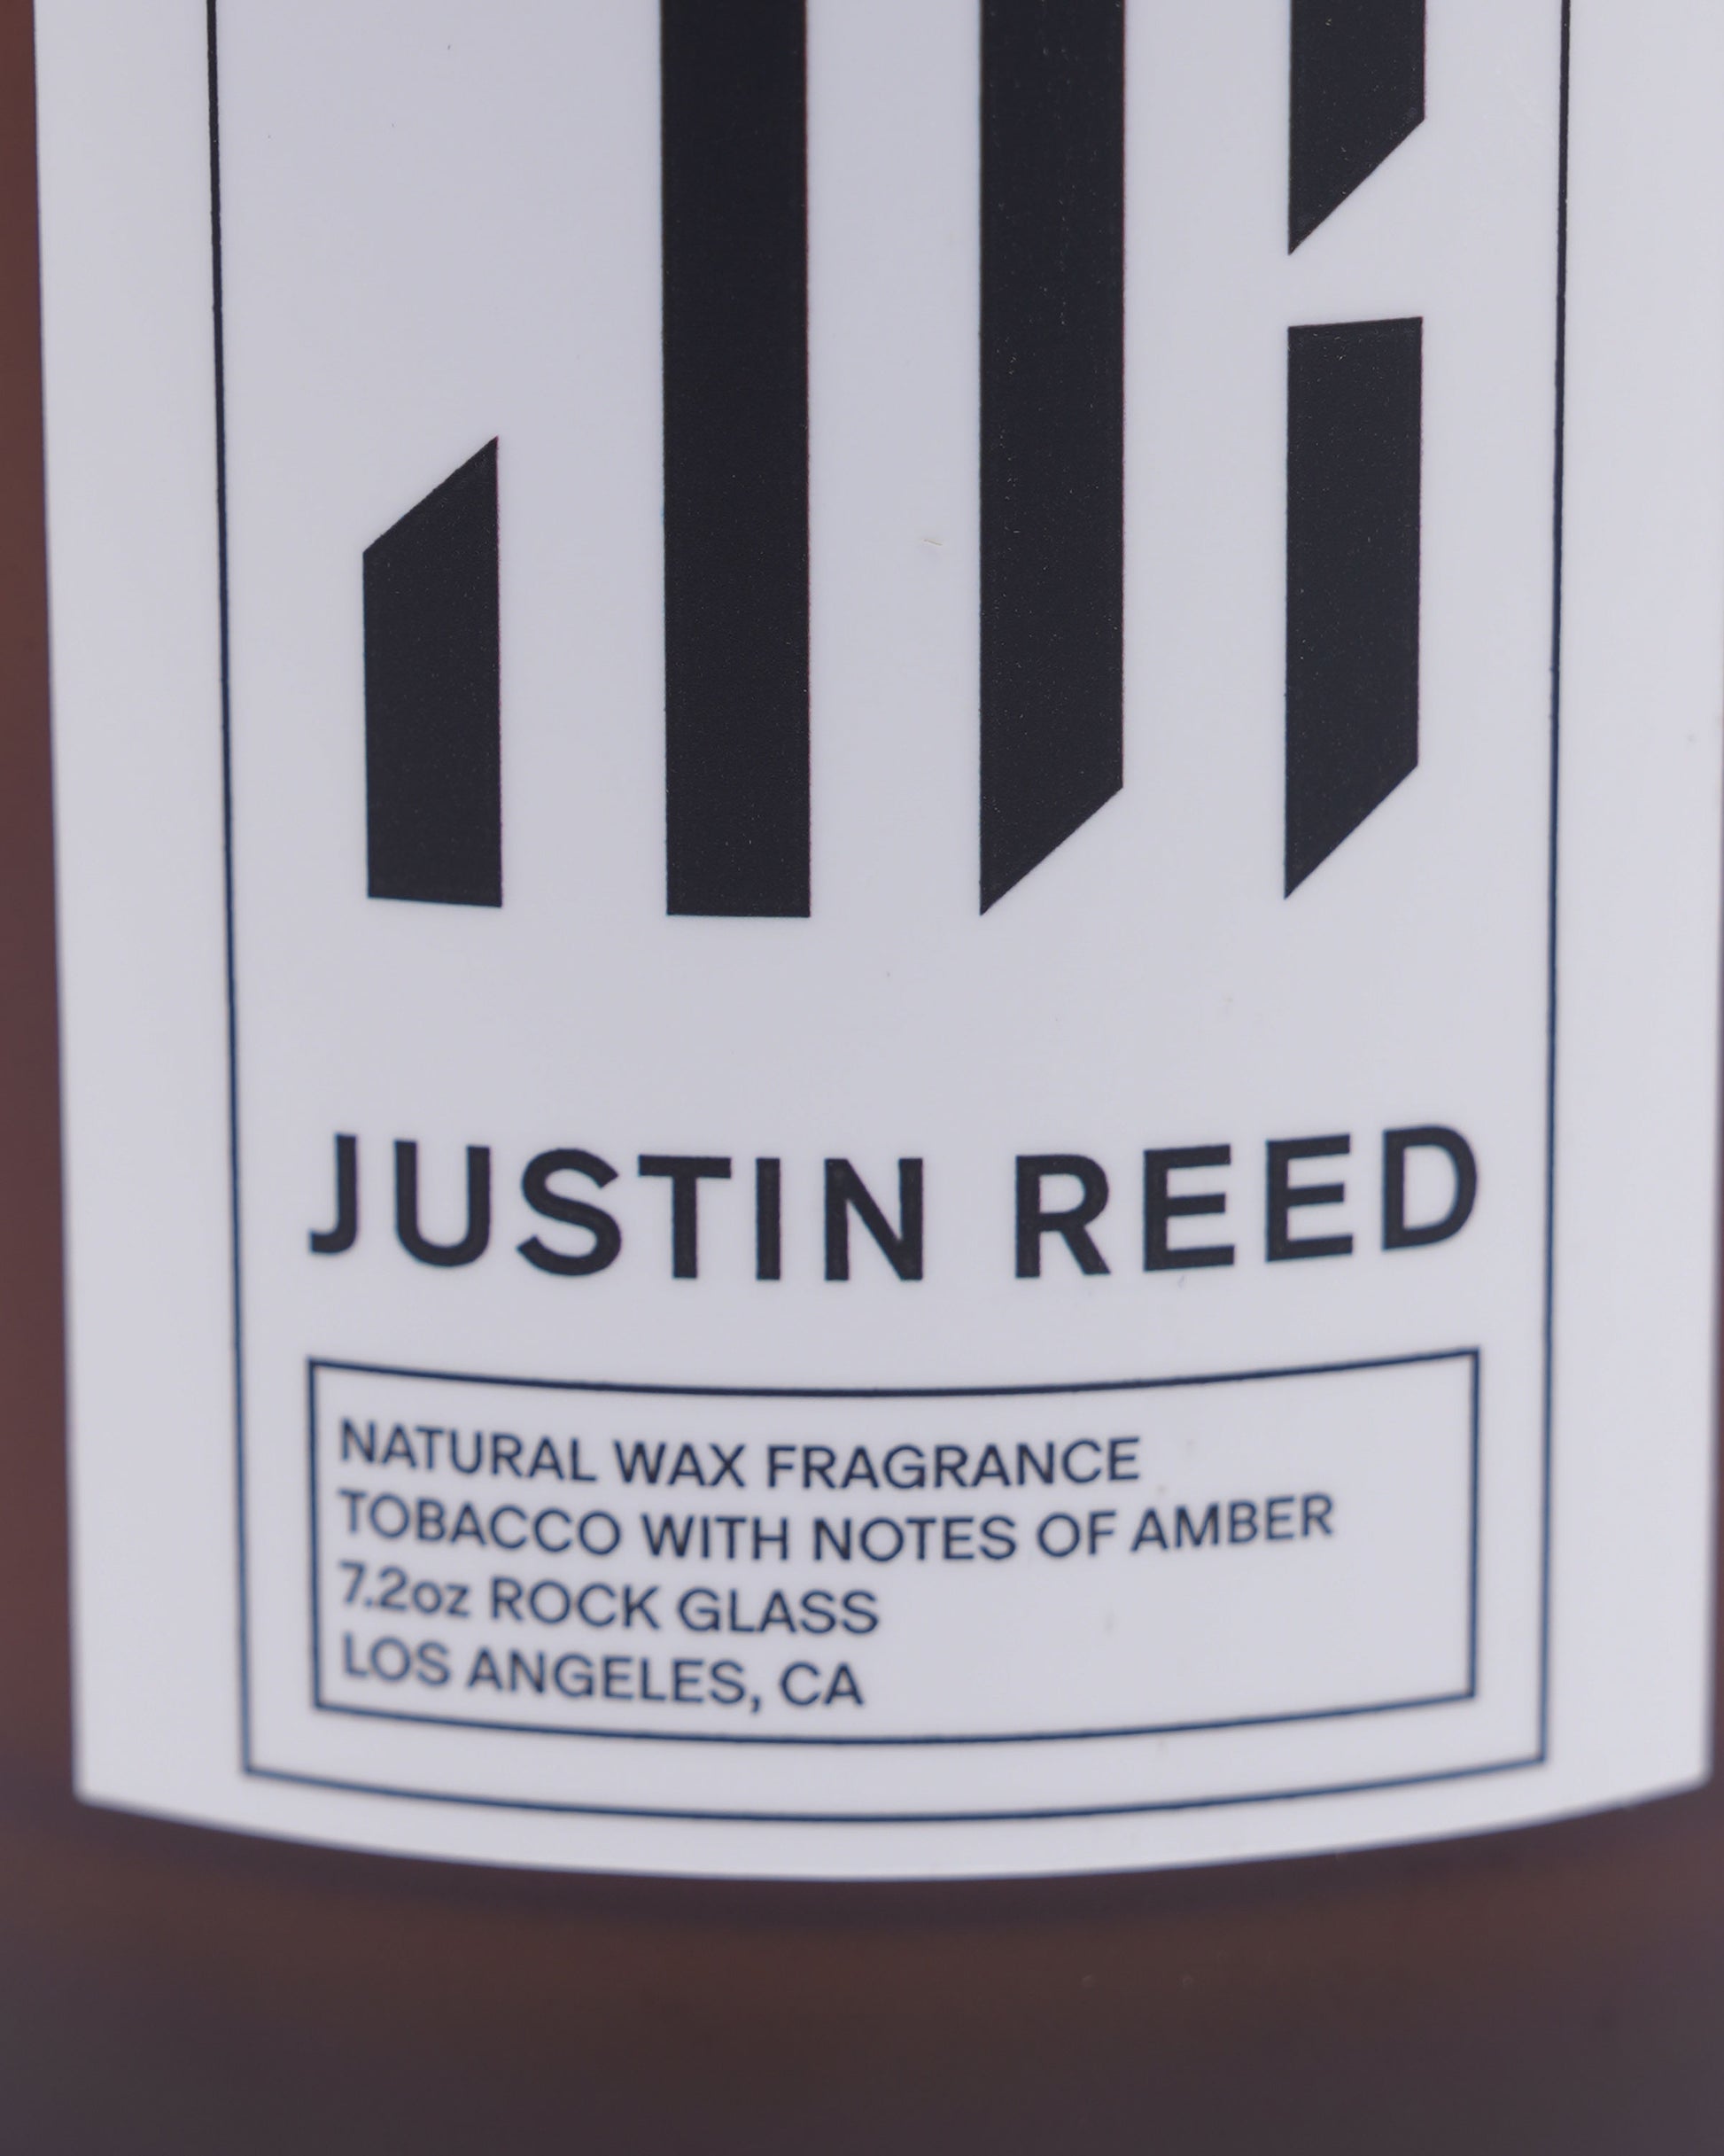 JUSTIN REED
NATURAL WAX FRAGRANCE
TOBACCO WITH NOTES OF AMBER
7.2oz ROCK GLASS
LOS ANGELES, CA